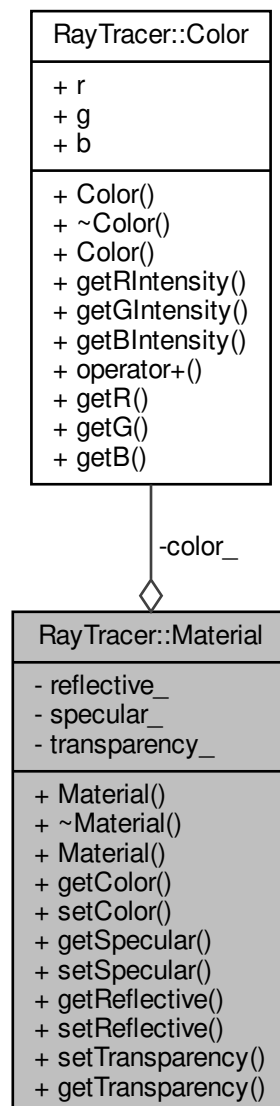 RayTracer::Color
+ r
+ g
+ b
+ Color()
+ ~Color()
+ Color()
+ getRIntensity()
+ getGIntensity()
+ getBIntensity()
+ operator+()
+ getR()
+ getG()
+ getB()
-color_
RayTracer::Material
- reflective_
- specular_
- transparency_
+ Material()
+ ~Material()
+ Material()
+ getColor()
+ setColor()
+ getSpecular()
+ setSpecular()
+ getReflective()
+ setReflective()
+ setTransparency()
+ getTransparency()